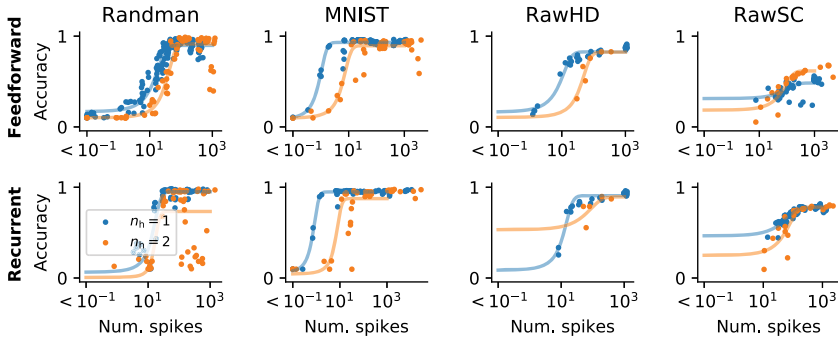 Randman MNIST RawHD RawSC
Feedforward
Accuracy
1
0
< 10⁻¹ 10¹ 10³
1
0
< 10⁻¹ 10¹ 10³
1
0
< 10⁻¹ 10¹ 10³
1
0
< 10⁻¹ 10¹ 10³
Recurrrent
Accuracy
1
0
n_h = 1
n_h = 2
< 10⁻¹ 10¹ 10³
Num. spikes
1
0
< 10⁻¹ 10¹ 10³
Num. spikes
1
0
< 10⁻¹ 10¹ 10³
Num. spikes
1
0
< 10⁻¹ 10¹ 10³
Num. spikes